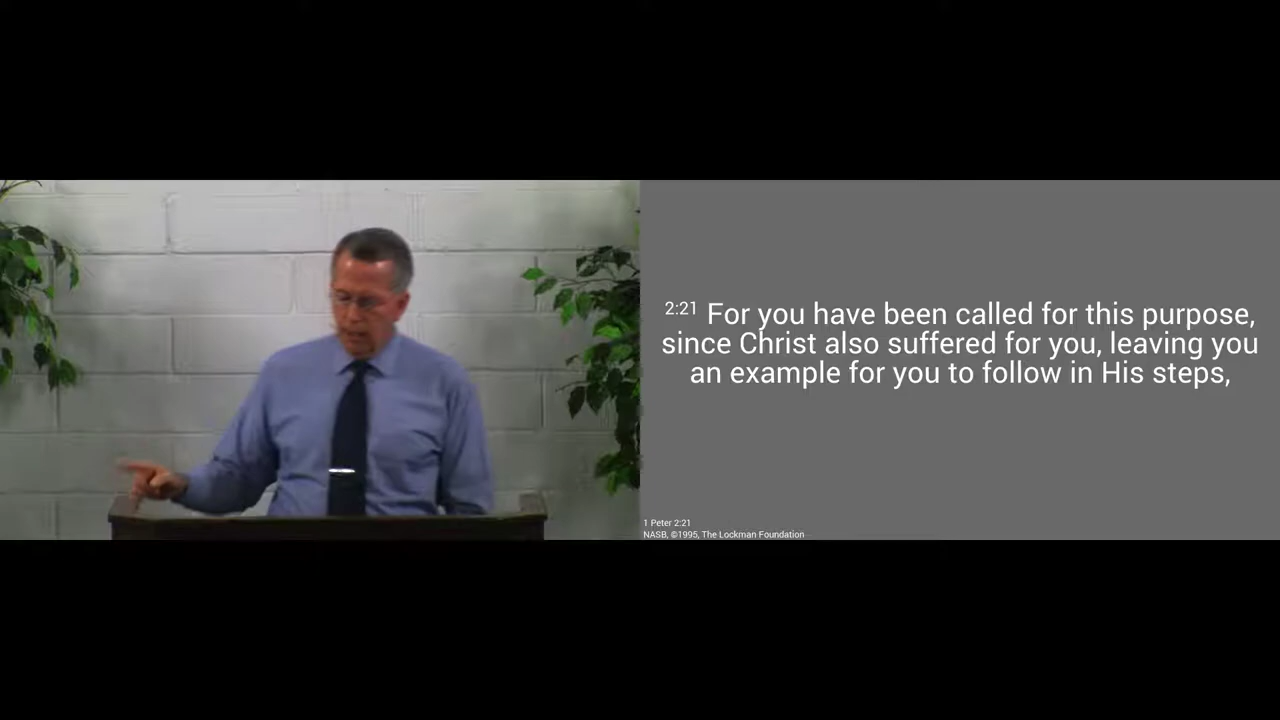 2:21 For you have been called for this purpose,
since Christ also suffered for you, leaving you
an example for you to follow in His steps,
1 Peter 2:21
NASB, ©1995, The Lockman Foundation